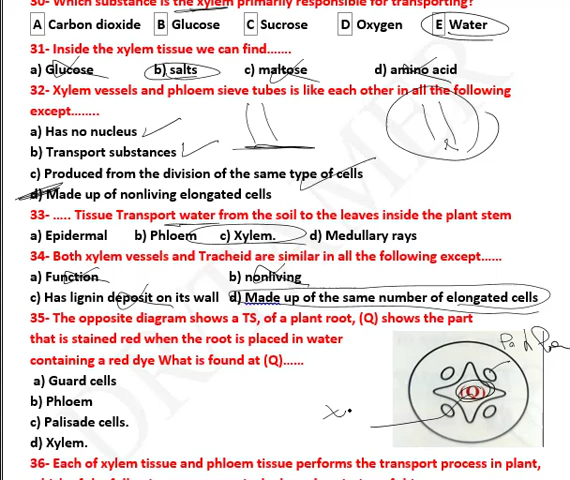 30- Which substance is the xylem primarily responsible for transporting?
A Carbon dioxide B Glucose C Sucrose D Oxygen E Water
31- Inside the xylem tissue we can find.......
a) Glucose b) salts c) maltose d) amino acid
32- Xylem vessels and phloem sieve tubes is like each other in all the following
except........
a) Has no nucleus
b) Transport substances
c) Produced from the division of the same type of cells
d) Made up of nonliving elongated cells
33- ..... Tissue Transport water from the soil to the leaves inside the plant stem
a) Epidermal b) Phloem c) Xylem. d) Medullary rays
34- Both xylem vessels and Tracheid are similar in all the following except......
a) Function b) nonliving
c) Has lignin deposit on its wall d) Made up of the same number of elongated cells
35- The opposite diagram shows a TS, of a plant root, (Q) shows the part
that is stained red when the root is placed in water
containing a red dye What is found at (Q)......
a) Guard cells
b) Phloem
c) Palisade cells.
d) Xylem.
(Q)
36- Each of xylem tissue and phloem tissue performs the transport process in plant,